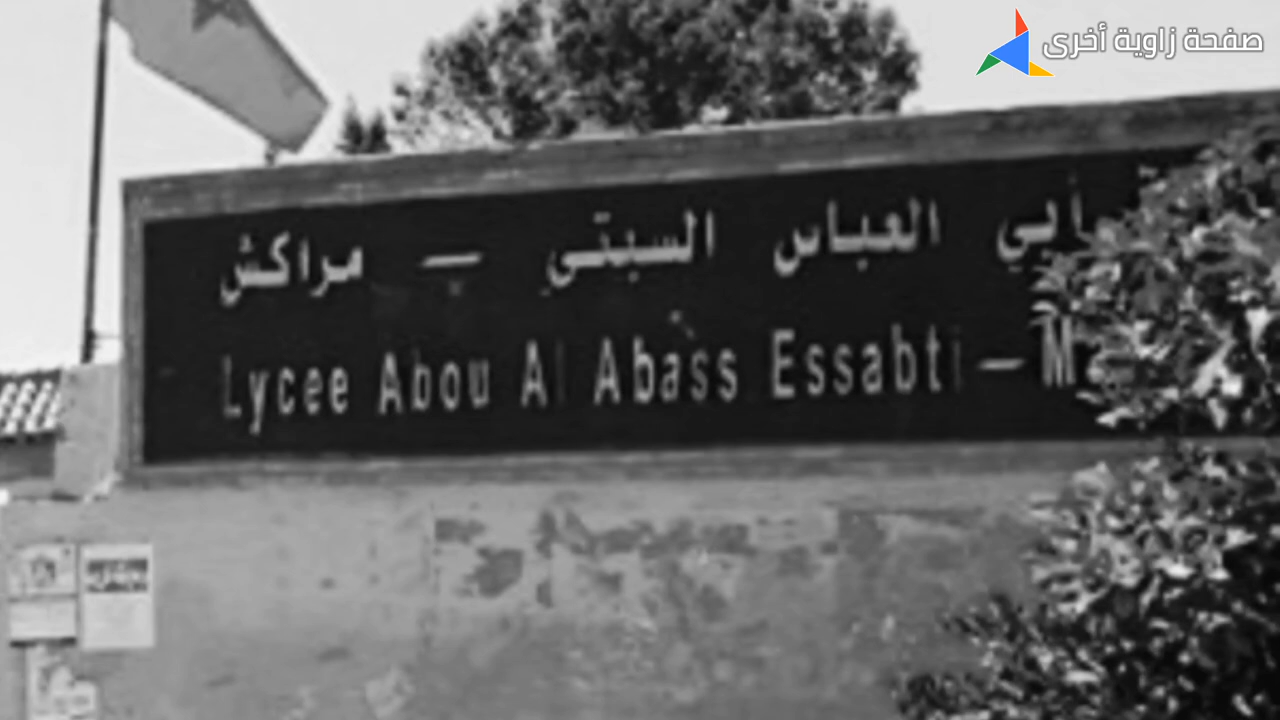 صفحة زاوية أخرى
أبي العباس السبتي – مراكش
Lycee Abou Al Abass Essabti – M